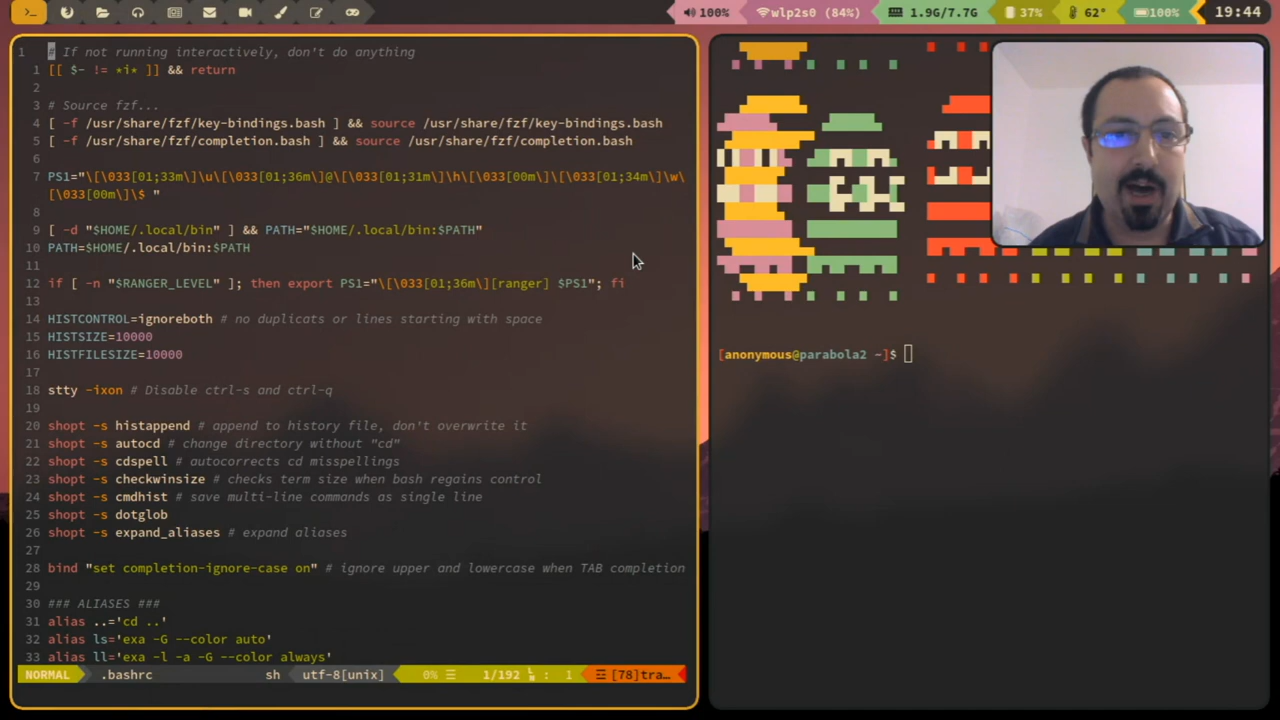 >_
100%
wlp2s0 (84%)
1.9G/7.7G
37%
62°
100%
19:44
1 # If not running interactively, don't do anything
1 [[ $- != *i* ]] && return
2
3 # Source fzf...
4 [ -f /usr/share/fzf/key-bindings.bash ] && source /usr/share/fzf/key-bindings.bash
5 [ -f /usr/share/fzf/completion.bash ] && source /usr/share/fzf/completion.bash
6
7 PS1="\[\033[01;33m\]\u\[\033[01;36m\]@\[\033[01;31m\]\h\[\033[00m\]\[\033[01;34m\]\w\
[\033[00m\]\$ "
8
9 [ -d "$HOME/.local/bin" ] && PATH="$HOME/.local/bin:$PATH"
10 PATH=$HOME/.local/bin:$PATH
11
12 if [ -n "$RANGER_LEVEL" ]; then export PS1="\[\033[01;36m\][ranger] $PS1"; fi
13
14 HISTCONTROL=ignoreboth # no duplicats or lines starting with space
15 HISTSIZE=10000
16 HISTFILESIZE=10000
17
18 stty -ixon # Disable ctrl-s and ctrl-q
19
20 shopt -s histappend # append to history file, don't overwrite it
21 shopt -s autocd # change directory without "cd"
22 shopt -s cdspell # autocorrects cd misspellings
23 shopt -s checkwinsize # checks term size when bash regains control
24 shopt -s cmdhist # save multi-line commands as single line
25 shopt -s dotglob
26 shopt -s expand_aliases # expand aliases
27
28 bind "set completion-ignore-case on" # ignore upper and lowercase when TAB completion
29
30 ### ALIASES ###
31 alias ..='cd ..'
32 alias ls='exa -G --color auto'
33 alias ll='exa -l -a -G --color always'
NORMAL .bashrc sh utf-8[unix] 0% ☰ 1/192 : 1 ☲ [78]tra…
[anonymous@parabola2 ~]$